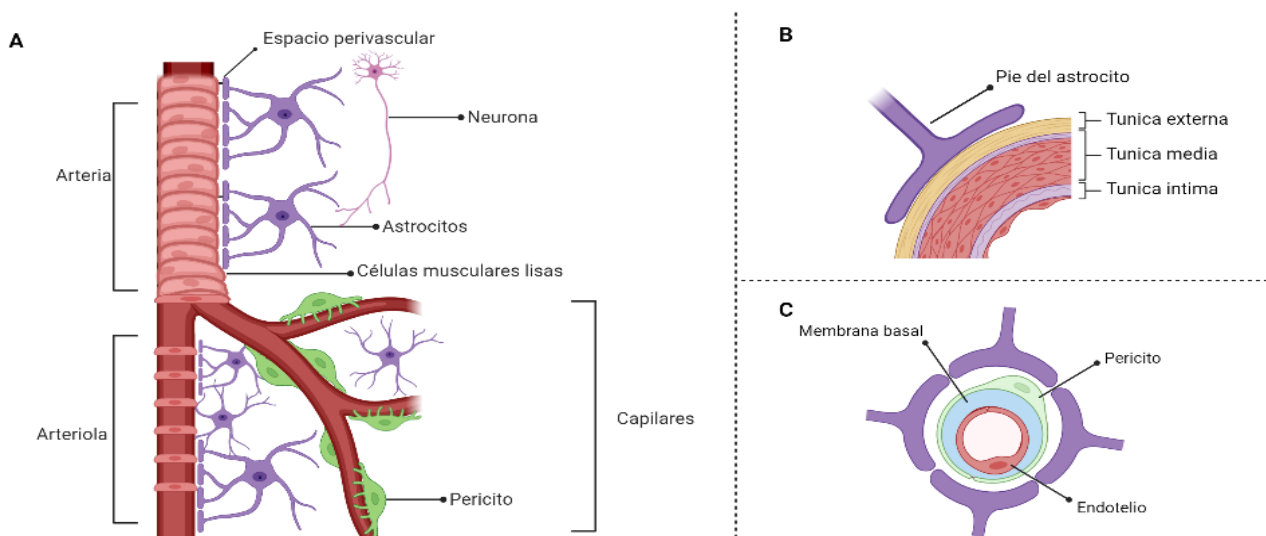 A
Espacio perivascular
Neurona
Arteria
Astrocitos
Células musculares lisas
Arteriola
Capilares
Pericito
B
Pie del astrocito
Tunica externa
Tunica media
Tunica intima
C
Membrana basal
Pericito
Endotelio